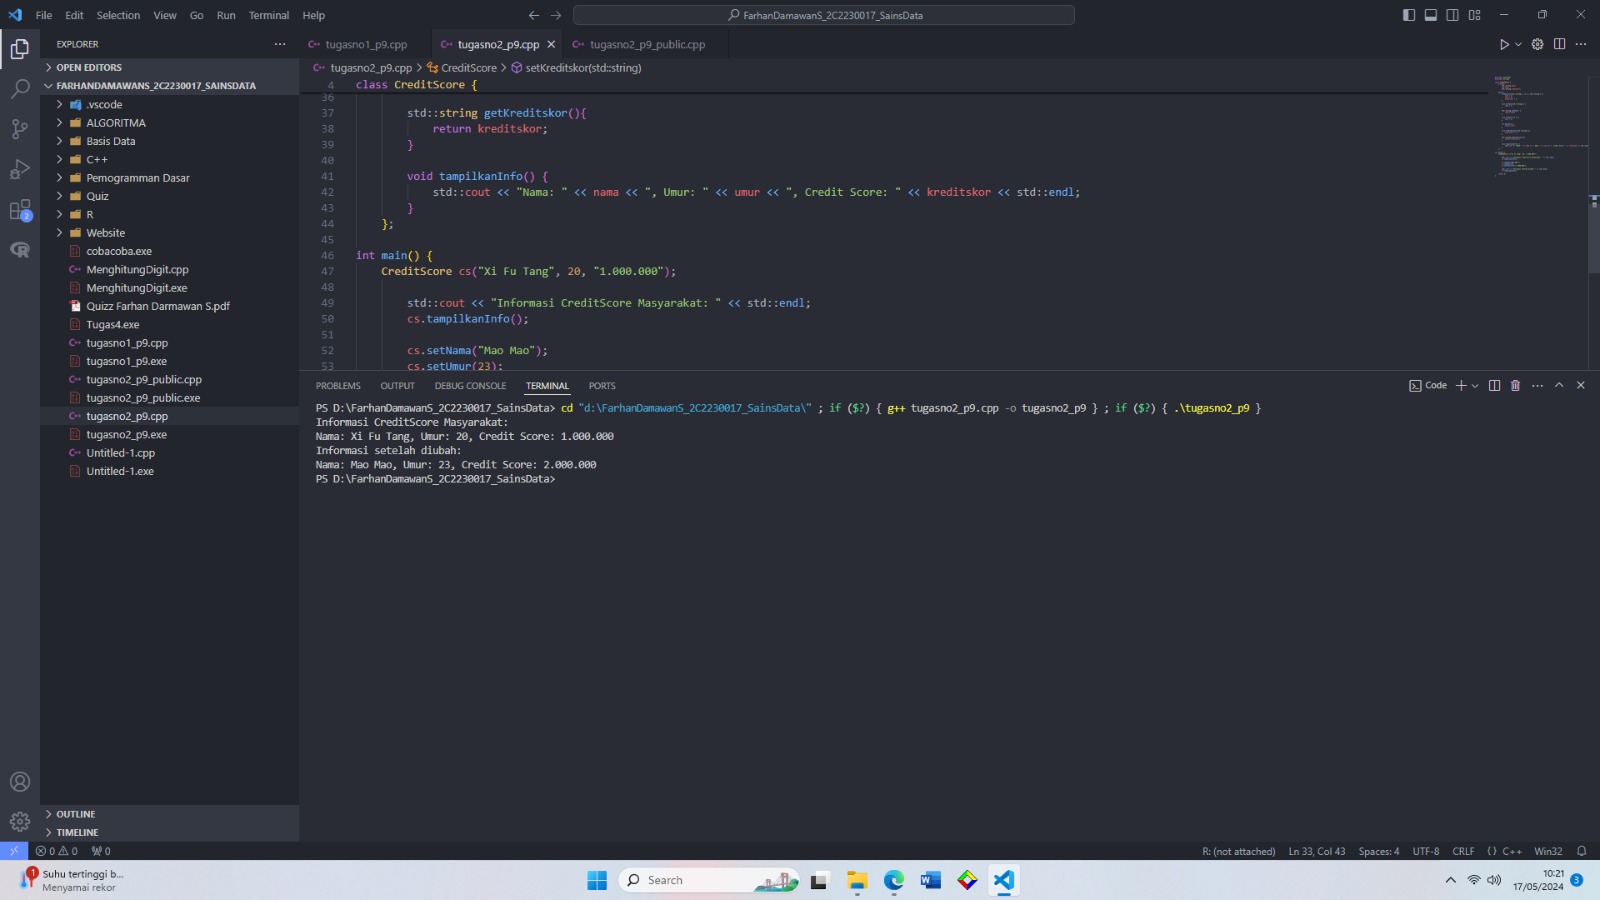 File Edit Selection View Go Run Terminal Help
FarhanDamawanS_2C2230017_SainsData
EXPLORER
OPEN EDITORS
FARHANDAMAWANS_2C2230017_SAINSDATA
.vscode
ALGORITMA
Basis Data
C++
Pemogramman Dasar
Quiz
R
Website
cobacoba.exe
MenghitungDigit.cpp
MenghitungDigit.exe
Quizz Farhan Darmawan S.pdf
Tugas4.exe
tugasno1_p9.cpp
tugasno1_p9.exe
tugasno2_p9_public.cpp
tugasno2_p9_public.exe
tugasno2_p9.cpp
tugasno2_p9.exe
Untitled-1.cpp
Untitled-1.exe
OUTLINE
TIMELINE
2
tugasno1_p9.cpp tugasno2_p9.cpp tugasno2_p9_public.cpp
tugasno2_p9.cpp > CreditScore > setKreditskor(std::string)
4 class CreditScore {
36
37 std::string getKreditskor(){
38 return kreditskor;
39 }
40
41 void tampilkanInfo() {
42 std::cout << "Nama: " << nama << ", Umur: " << umur << ", Credit Score: " << kreditskor << std::endl;
43 }
44 };
45
46 int main() {
47 CreditScore cs("Xi Fu Tang", 20, "1.000.000");
48
49 std::cout << "Informasi CreditScore Masyarakat: " << std::endl;
50 cs.tampilkanInfo();
51
52 cs.setNama("Mao Mao");
53 cs.setUmur(23);
PROBLEMS OUTPUT DEBUG CONSOLE TERMINAL PORTS
Code
PS D:\FarhanDamawanS_2C2230017_SainsData> cd "d:\FarhanDamawanS_2C2230017_SainsData\" ; if ($?) { g++ tugasno2_p9.cpp -o tugasno2_p9 } ; if ($?) { .\tugasno2_p9 }
Informasi CreditScore Masyarakat:
Nama: Xi Fu Tang, Umur: 20, Credit Score: 1.000.000
Informasi setelah diubah:
Nama: Mao Mao, Umur: 23, Credit Score: 2.000.000
PS D:\FarhanDamawanS_2C2230017_SainsData>
0 0 0
R: (not attached) Ln 33, Col 43 Spaces: 4 UTF-8 CRLF {} C++ Win32
1
Suhu tertinggi b...
Menyamai rekor
Search
10:21
17/05/2024
3